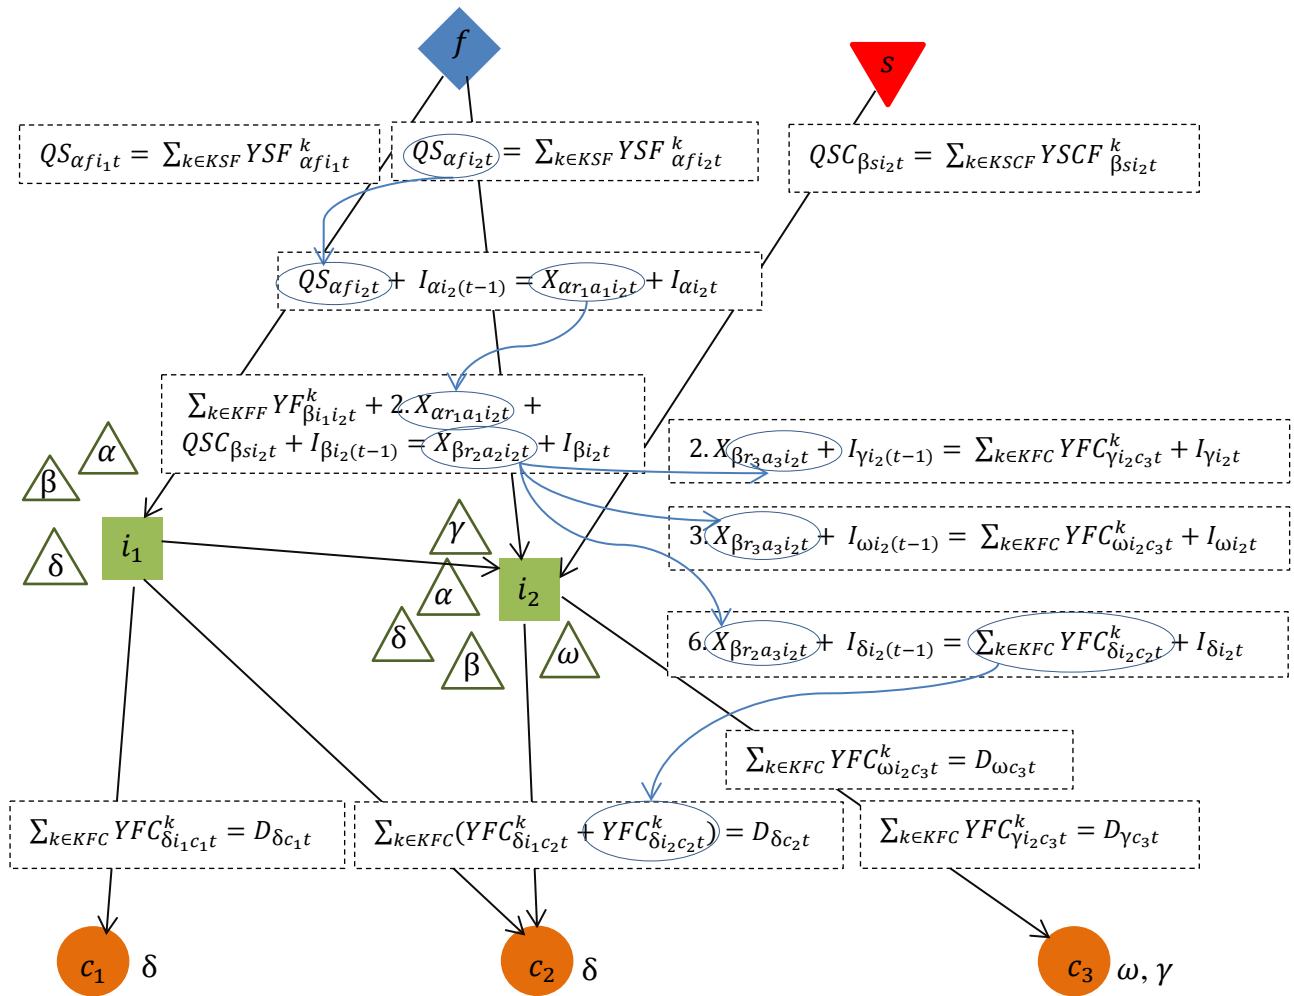 f
s
QS_{αfi₁t} = ∑_{k∈KSF} YSF^k_{αfi₁t}
QS_{αfi₂t} = ∑_{k∈KSF} YSF^k_{αfi₂t}
QSC_{βsi₂t} = ∑_{k∈KSCF} YSCF^k_{βsi₂t}
QS_{αfi₂t} + I_{αi₂(t−1)} = X_{αr₁a₁i₂t} + I_{αi₂t}
∑_{k∈KFF} YF^k_{βi₁i₂t} + 2. X_{αr₁a₁i₂t} +
QSC_{βsi₂t} + I_{βi₂(t−1)} = X_{βr₂a₂i₂t} + I_{βi₂t}
2. X_{βr₃a₃i₂t} + I_{γi₂(t−1)} = ∑_{k∈KFC} YFC^k_{γi₂c₃t} + I_{γi₂t}
α
β
δ
i₁
γ
3. X_{βr₃a₃i₂t} + I_{ωi₂(t−1)} = ∑_{k∈KFC} YFC^k_{ωi₂c₃t} + I_{ωi₂t}
α
i₂
δ
β
ω
6. X_{βr₂a₃i₂t} + I_{δi₂(t−1)} = ∑_{k∈KFC} YFC^k_{δi₂c₂t} + I_{δi₂t}
∑_{k∈KFC} YFC^k_{ωi₂c₃t} = D_{ωc₃t}
∑_{k∈KFC} YFC^k_{δi₁c₁t} = D_{δc₁t}
∑_{k∈KFC}(YFC^k_{δi₁c₂t} + YFC^k_{δi₂c₂t}) = D_{δc₂t}
∑_{k∈KFC} YFC^k_{γi₂c₃t} = D_{γc₃t}
c₁ δ
c₂ δ
c₃ ω, γ